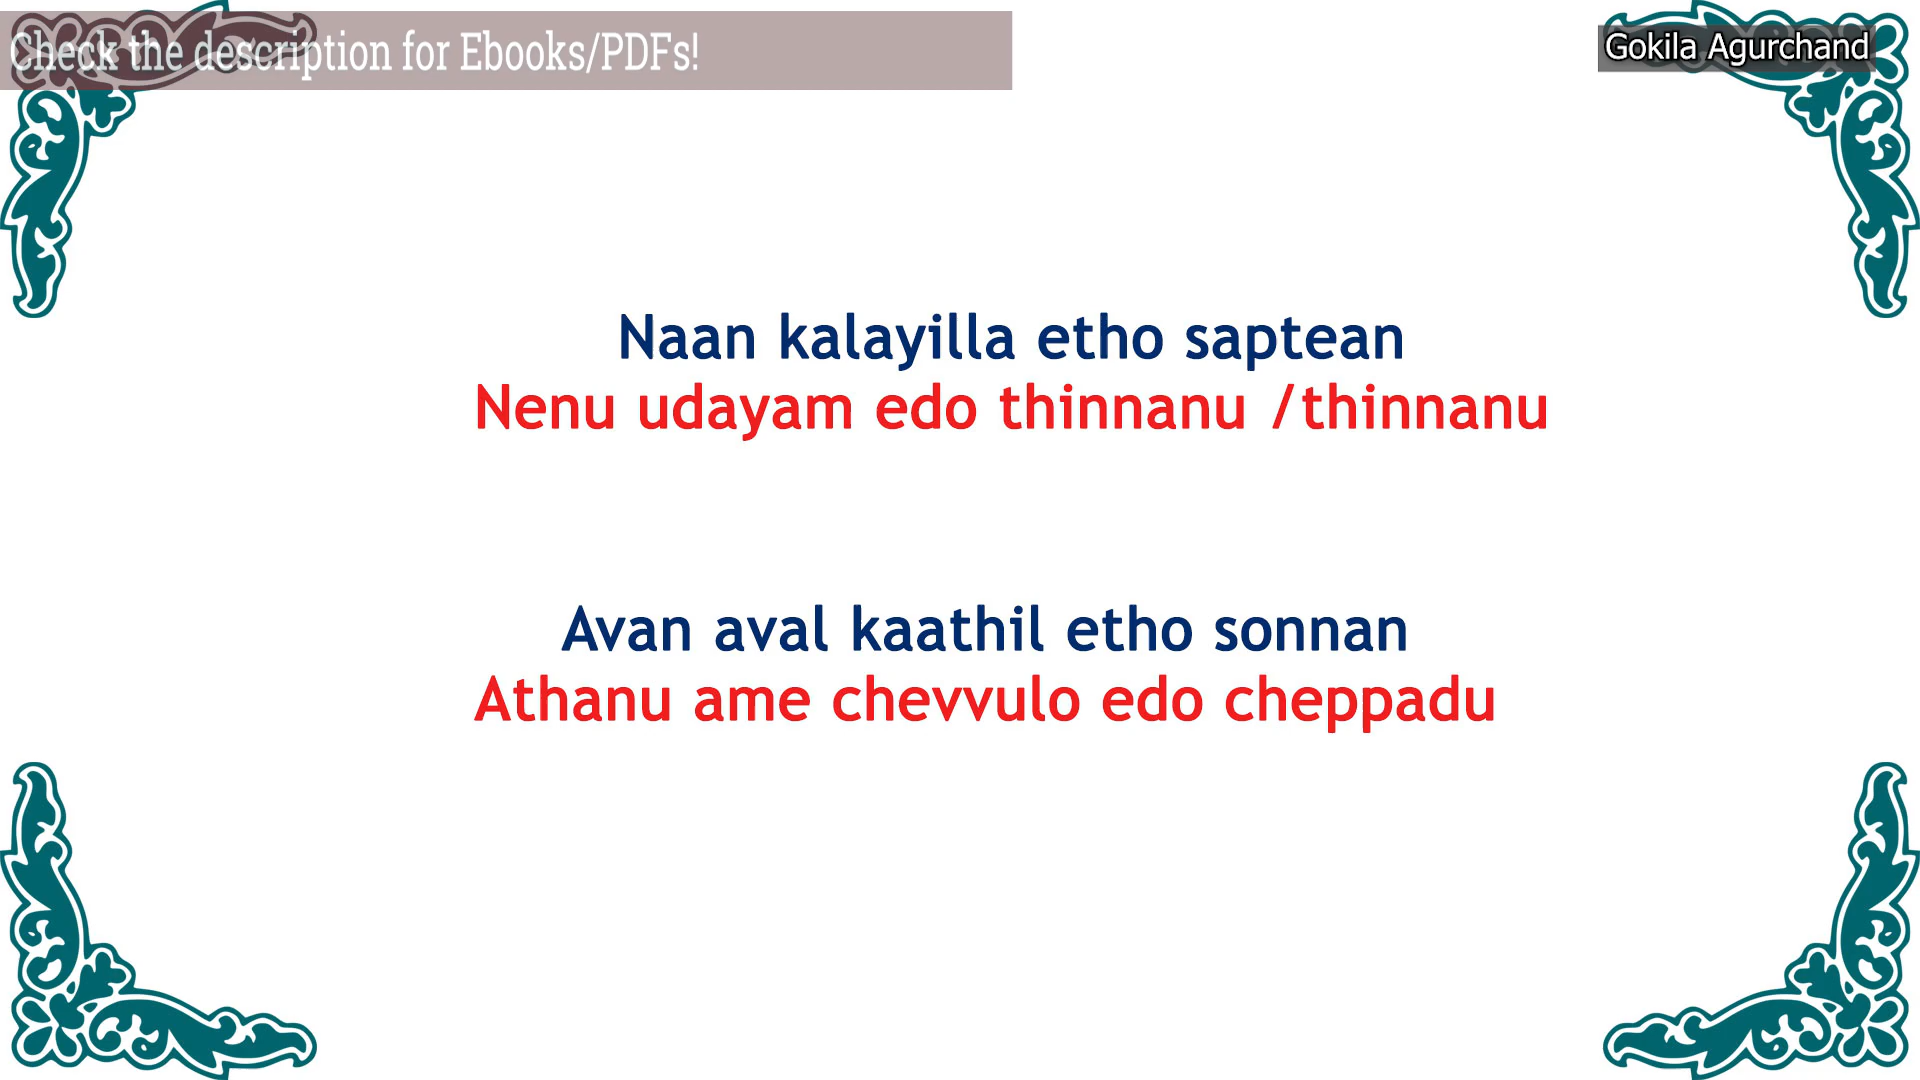 Check the description for Ebooks/PDFs!
Gokila Agurchand
Naan kalayilla etho saptean
Nenu udayam edo thinnanu /thinnanu
Avan aval kaathil etho sonnan
Athanu ame chevvulo edo cheppadu